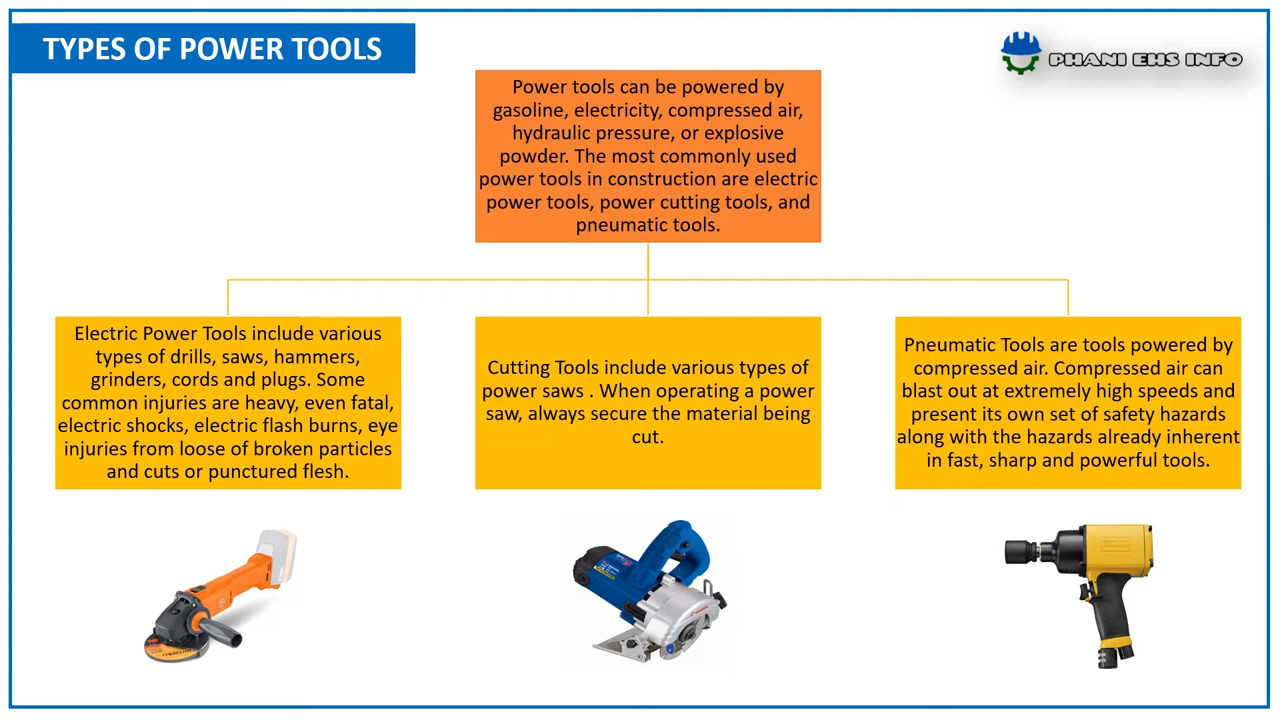 TYPES OF POWER TOOLS
PHANI EHS INFO
Power tools can be powered by
gasoline, electricity, compressed air,
hydraulic pressure, or explosive
powder. The most commonly used
power tools in construction are electric
power tools, power cutting tools, and
pneumatic tools.
Electric Power Tools include various
types of drills, saws, hammers,
grinders, cords and plugs. Some
common injuries are heavy, even fatal,
electric shocks, electric flash burns, eye
injuries from loose of broken particles
and cuts or punctured flesh.
Cutting Tools include various types of
power saws . When operating a power
saw, always secure the material being
cut.
Pneumatic Tools are tools powered by
compressed air. Compressed air can
blast out at extremely high speeds and
present its own set of safety hazards
along with the hazards already inherent
in fast, sharp and powerful tools.